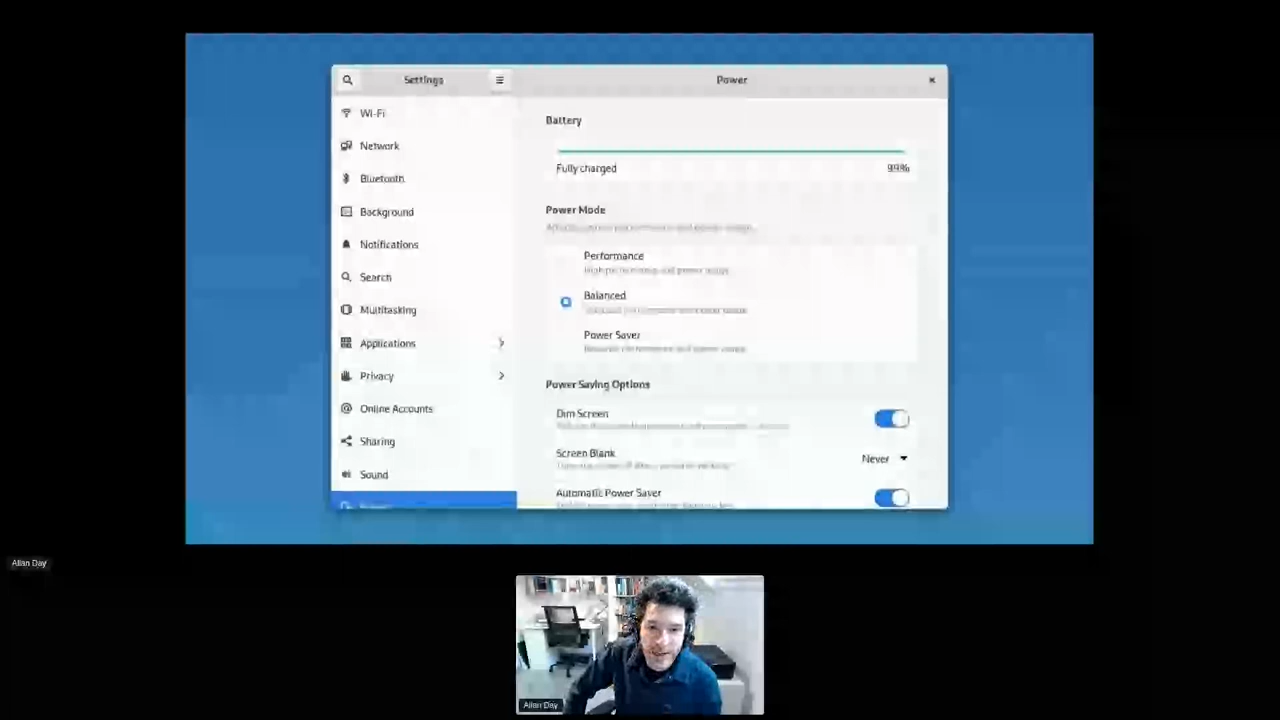 Settings
Power
Wi-Fi
Network
Bluetooth
Background
Notifications
Search
Multitasking
Applications
Privacy
Online Accounts
Sharing
Sound
Battery
Fully charged
99%
Power Mode
Performance
Balanced
Power Saver
Power Saving Options
Dim Screen
Screen Blank
Never
Automatic Power Saver
Allan Day
Allan Day